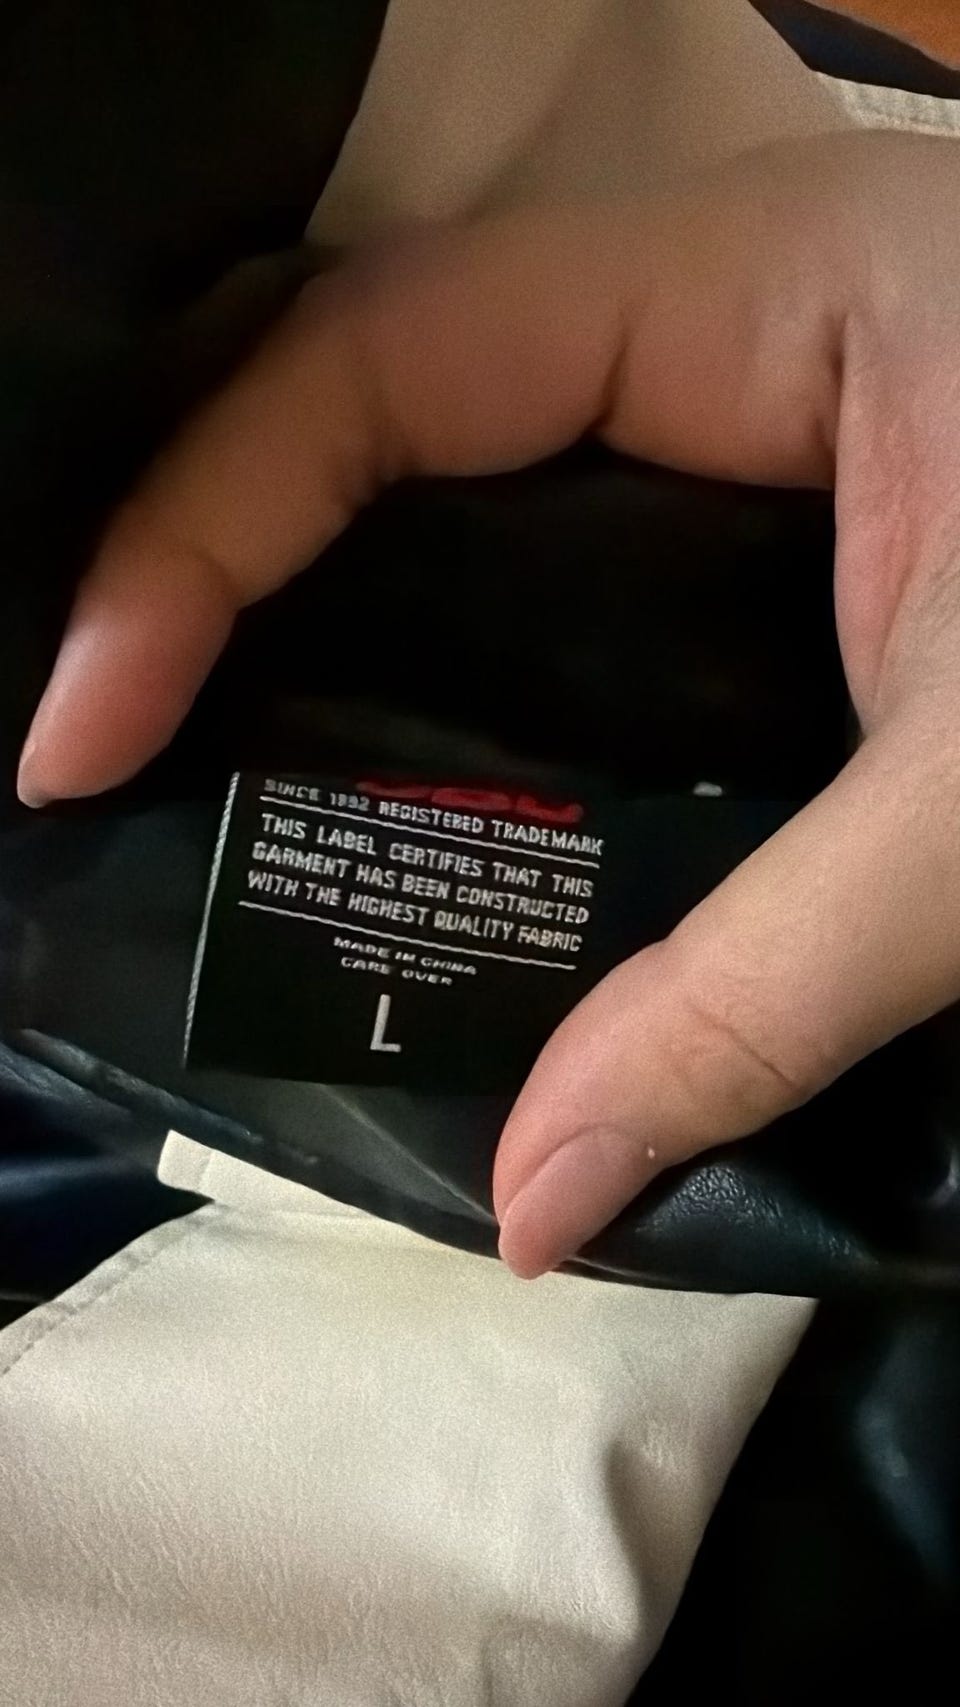 SINCE 1992 REGISTERED TRADEMARK
THIS LABEL CERTIFIES THAT THIS
GARMENT HAS BEEN CONSTRUCTED
WITH THE HIGHEST QUALITY FABRIC
MADE IN CHINA
CARE OVER
L